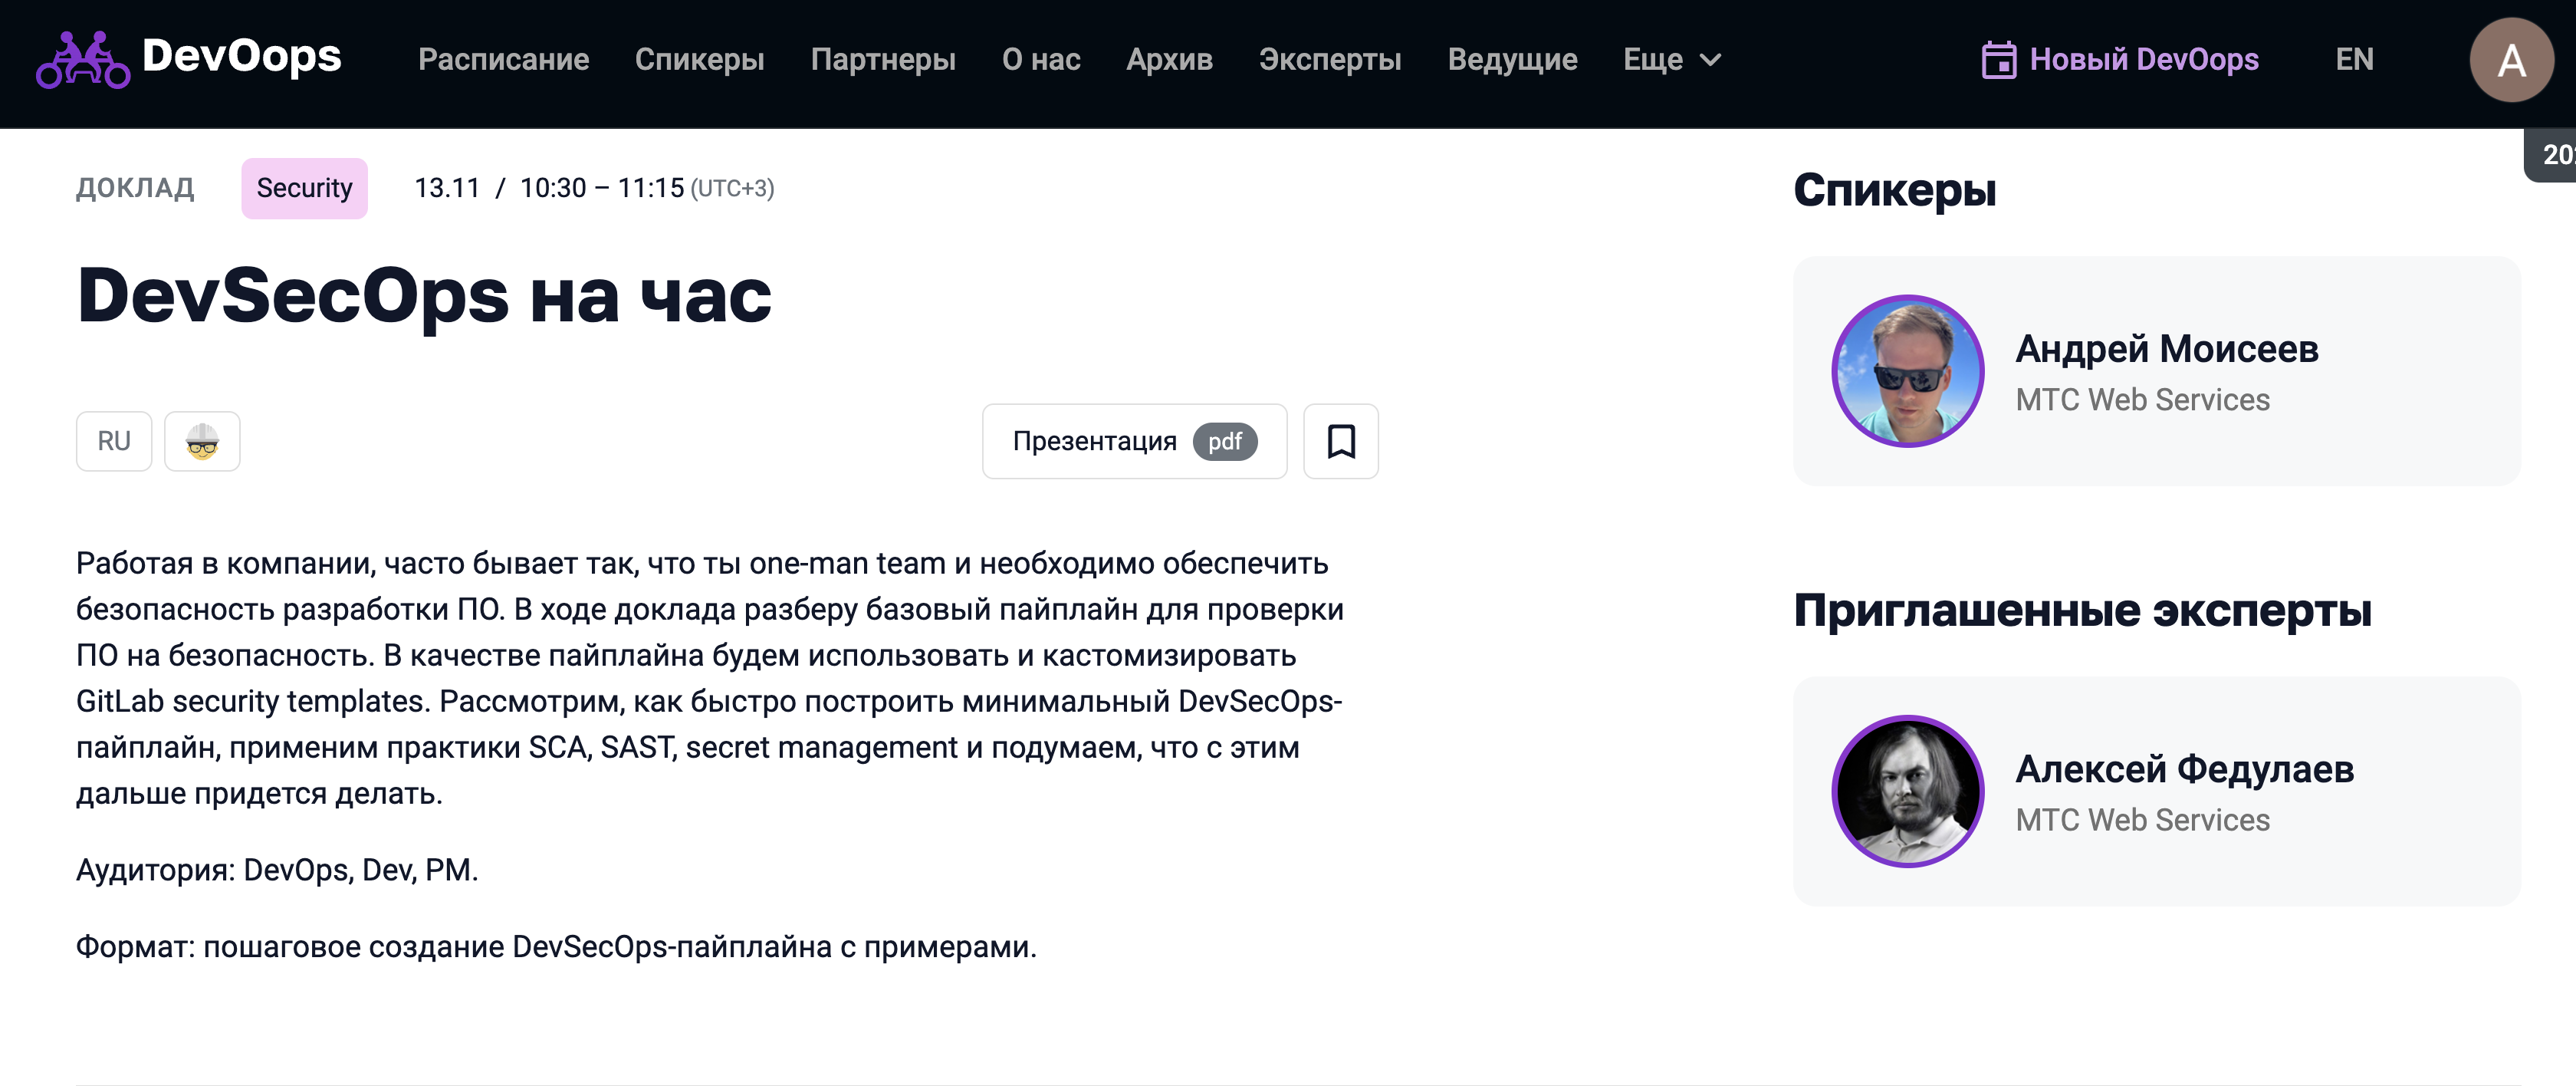 DevOops
Расписание
Спикеры
Партнеры
О нас
Архив
Эксперты
Ведущие
Еще
Новый DevOops
EN
A
ДОКЛАД
Security
13.11 / 10:30 – 11:15 (UTC+3)
DevSecOps на час
RU
Презентация pdf
Работая в компании, часто бывает так, что ты one-man team и необходимо обеспечить
безопасность разработки ПО. В ходе доклада разберу базовый пайплайн для проверки
ПО на безопасность. В качестве пайплайна будем использовать и кастомизировать
GitLab security templates. Рассмотрим, как быстро построить минимальный DevSecOps-
пайплайн, применим практики SCA, SAST, secret management и подумаем, что с этим
дальше придется делать.
Аудитория: DevOps, Dev, PM.
Формат: пошаговое создание DevSecOps-пайплайна с примерами.
Спикеры
Андрей Моисеев
МТС Web Services
Приглашенные эксперты
Алексей Федулаев
МТС Web Services